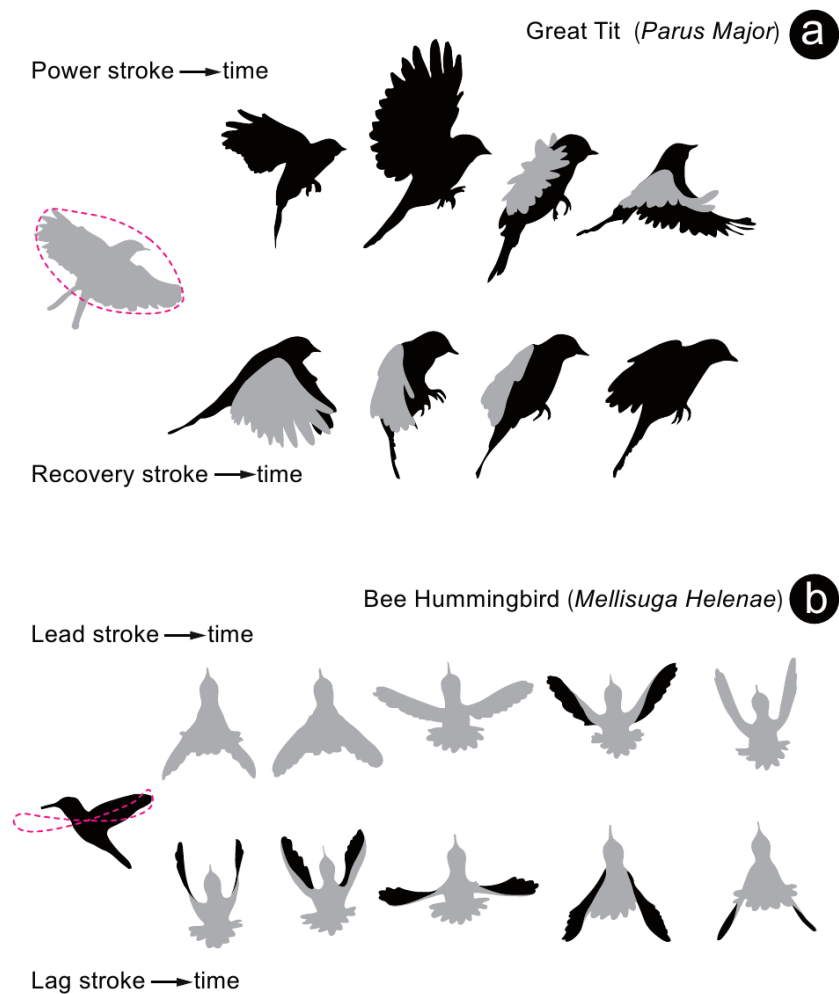 Great Tit (Parus Major) a
Power stroke → time
Recovery stroke → time
Bee Hummingbird (Mellisuga Helenae) b
Lead stroke → time
Lag stroke → time